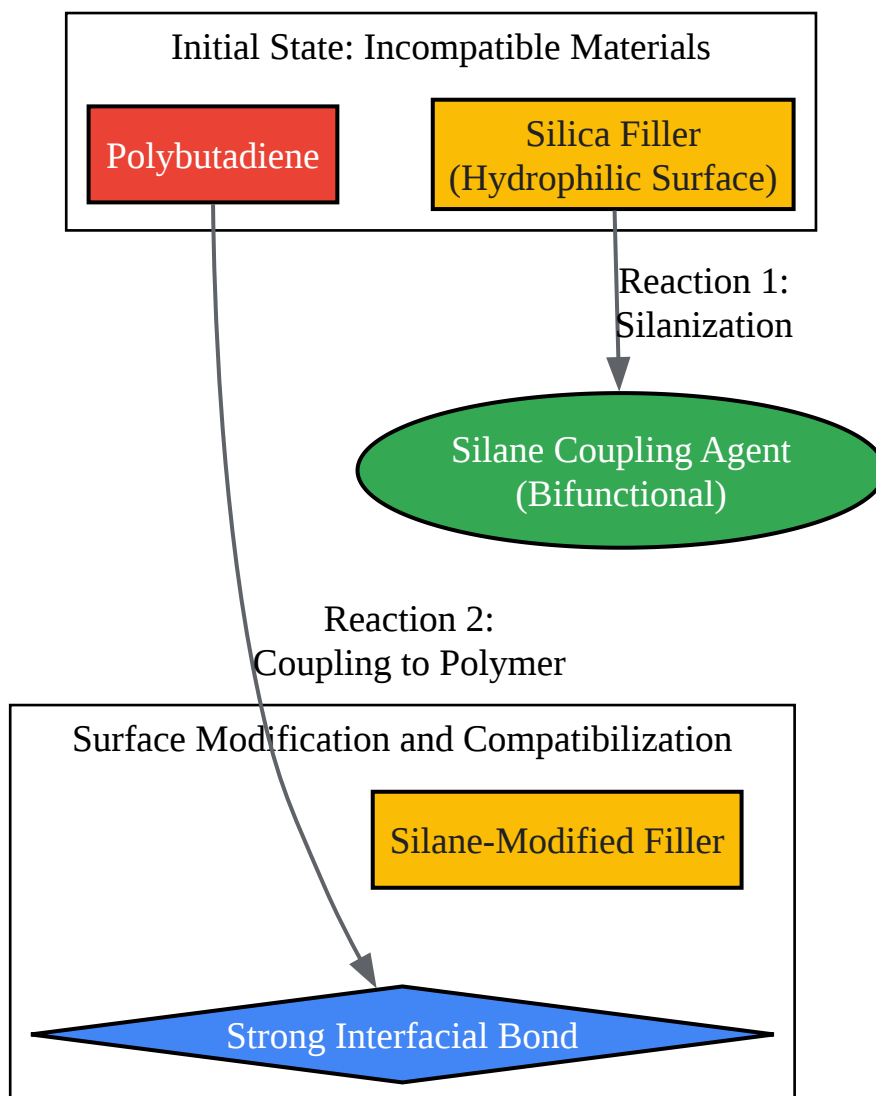 Initial State: Incompatible Materials
Polybutadiene
Silica Filler
(Hydrophilic Surface)
Reaction 1:
Silanization
Silane Coupling Agent
(Bifunctional)
Reaction 2:
Coupling to Polymer
Surface Modification and Compatibilization
Silane-Modified Filler
Strong Interfacial Bond